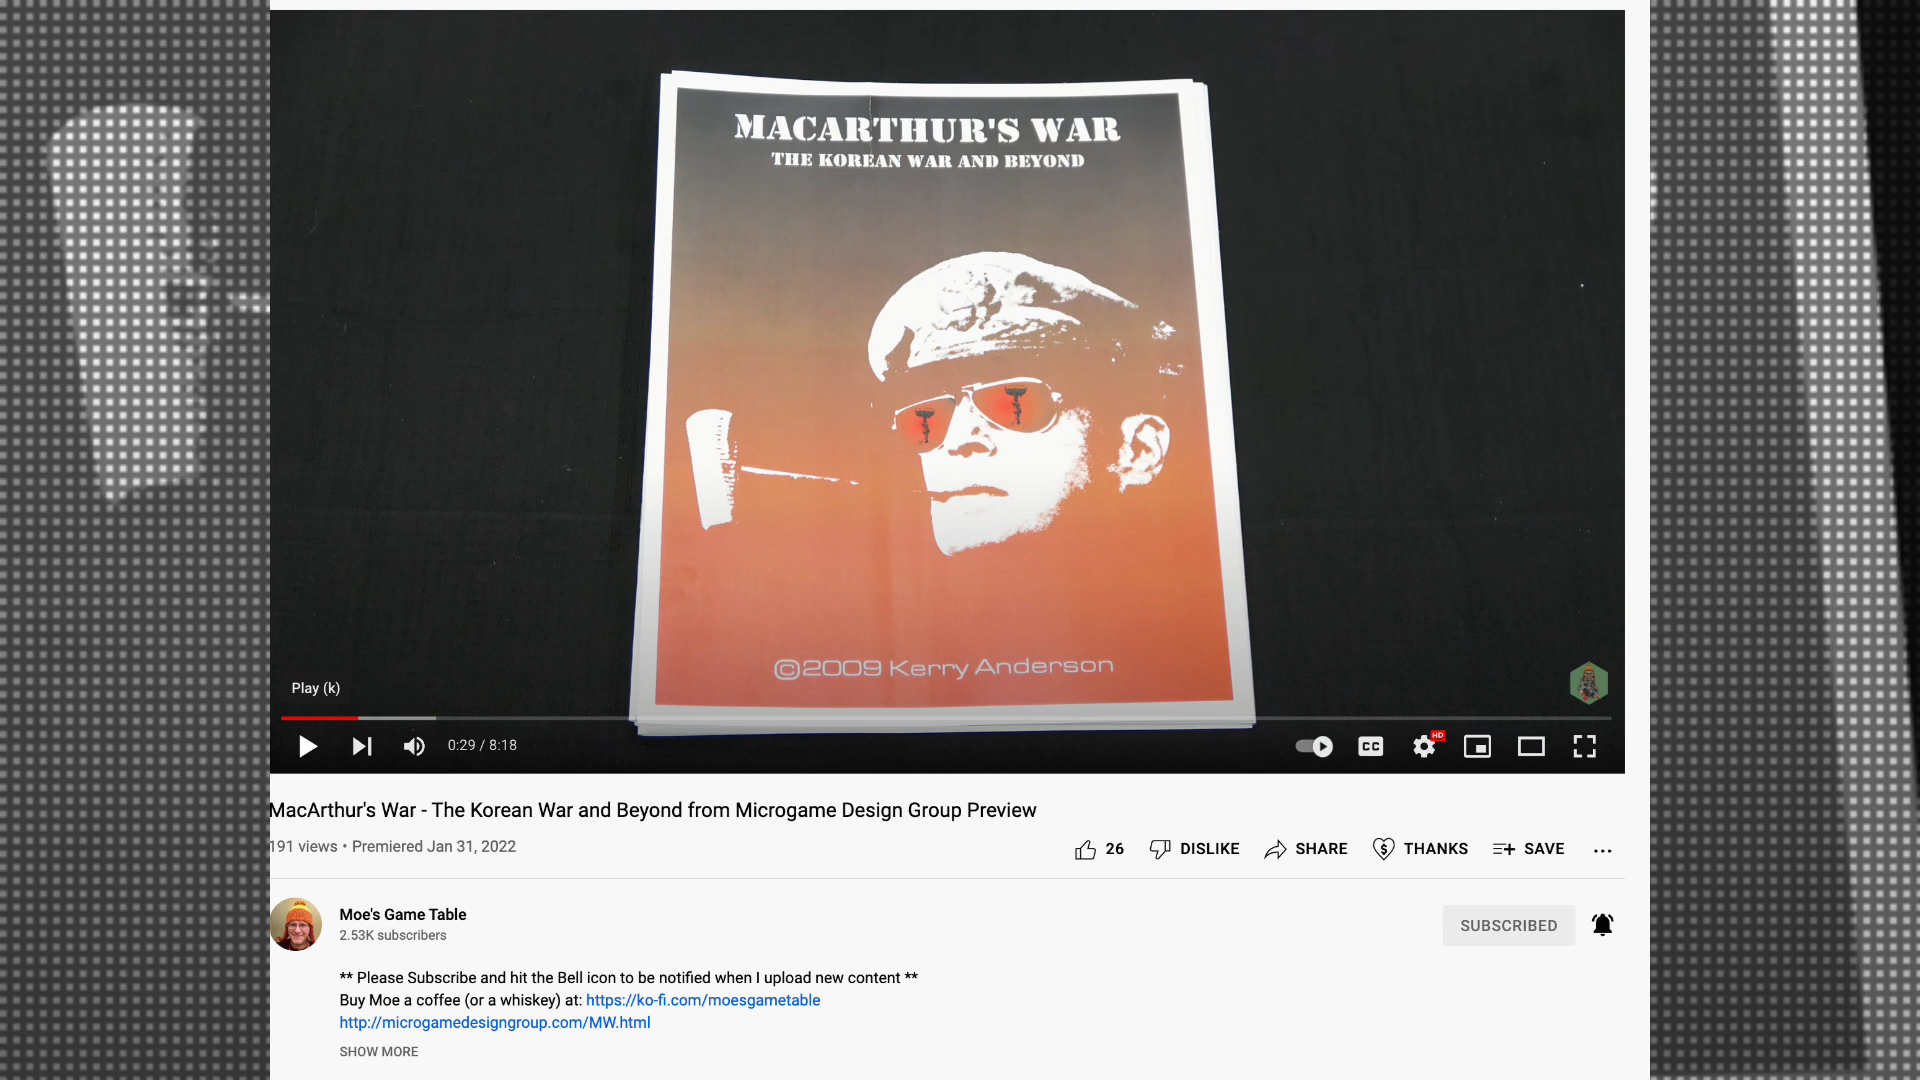 MACARTHUR'S WAR
THE KOREAN WAR AND BEYOND
©2009 Kerry Anderson
Play (k)
0:29 / 8:18
CC
HD
MacArthur's War - The Korean War and Beyond from Microgame Design Group Preview
191 views • Premiered Jan 31, 2022
26
DISLIKE
SHARE
$
THANKS
SAVE
Moe's Game Table
2.53K subscribers
SUBSCRIBED
** Please Subscribe and hit the Bell icon to be notified when I upload new content **
Buy Moe a coffee (or a whiskey) at: https://ko-fi.com/moesgametable
http://microgamedesigngroup.com/MW.html
SHOW MORE